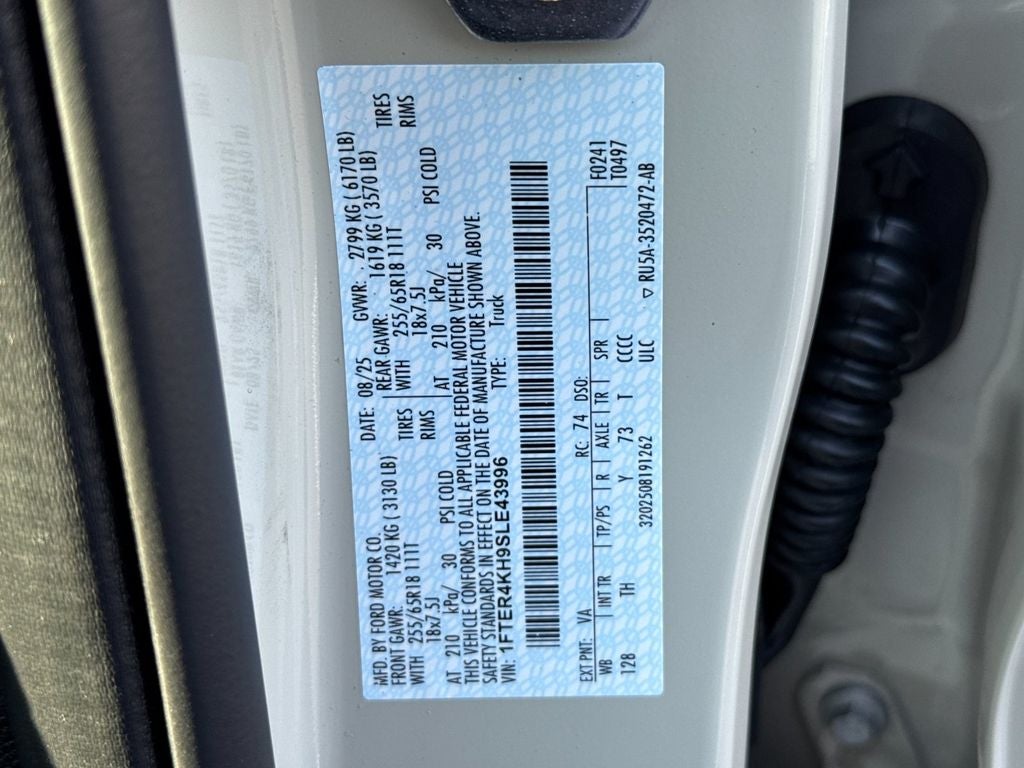 MFD. BY FORD MOTOR CO. DATE: 08/25 GWVR: 2799 KG ( 6170 LB)
FRONT GAWR: 1420 KG ( 3130 LB) REAR GAWR: 1619 KG ( 3570 LB)
WITH 255/65R18 111T TIRES WITH 255/65R18 111T TIRES
18x7.5J RIMS 18x7.5J RIMS
AT 210 kPa/ 30 PSI COLD AT 210 kPa/ 30 PSI COLD
THIS VEHICLE CONFORMS TO ALL APPLICABLE FEDERAL MOTOR VEHICLE
SAFETY STANDARDS IN EFFECT ON THE DATE OF MANUFACTURE SHOWN ABOVE.
VIN: 1FTER4KH9SLE43996 TYPE: Truck
EXT PNT: VA RC: 74 DSO: F0241
WB INT TR TP/PS R AXLE TR SPR T0497
128 TH Y 73 T CCCC
3202508191262 ULC ▽ RU5A-3520472-AB